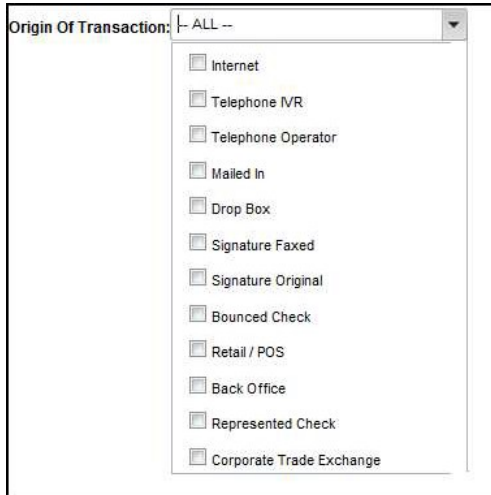 Origin Of Transaction: -- ALL --
Internet
Telephone IVR
Telephone Operator
Mailed In
Drop Box
Signature Faxed
Signature Original
Bounced Check
Retail / POS
Back Office
Represented Check
Corporate Trade Exchange